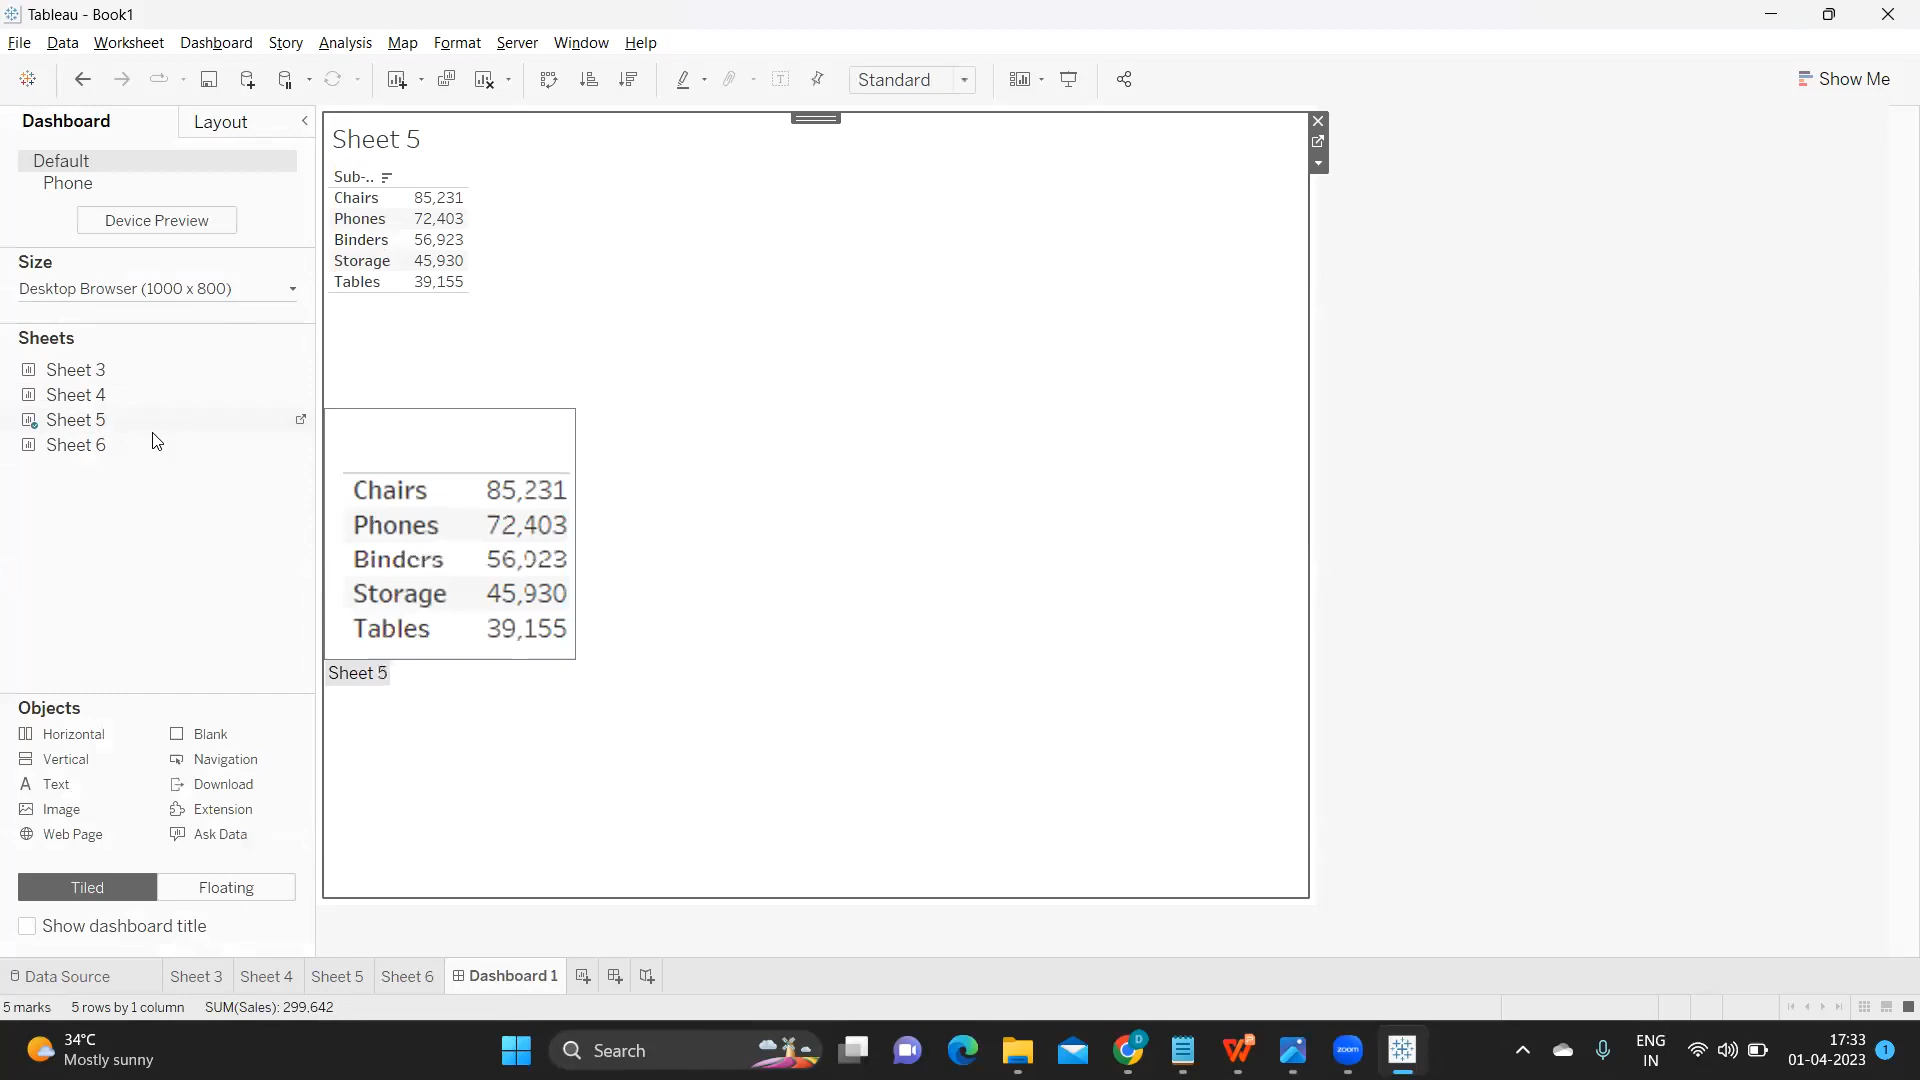 Tableau - Book1
File Data Worksheet Dashboard Story Analysis Map Format Server Window Help
Standard
Show Me
Dashboard
Layout
Default
Phone
Device Preview
Size
Desktop Browser (1000 x 800)
Sheets
Sheet 3
Sheet 4
Sheet 5
Sheet 6
Objects
Horizontal
Blank
Vertical
Navigation
Text
Download
Image
Extension
Web Page
Ask Data
Tiled
Floating
Show dashboard title
Sheet 5
Sub-..
Chairs 85,231
Phones 72,403
Binders 56,923
Storage 45,930
Tables 39,155
Chairs 85,231
Phones 72,403
Binders 56,923
Storage 45,930
Tables 39,155
Sheet 5
Data Source Sheet 3 Sheet 4 Sheet 5 Sheet 6 Dashboard 1
5 marks 5 rows by 1 column SUM(Sales): 299,642
34°C
Mostly sunny
Search
D
zoom
ENG
IN
17:33
01-04-2023
1